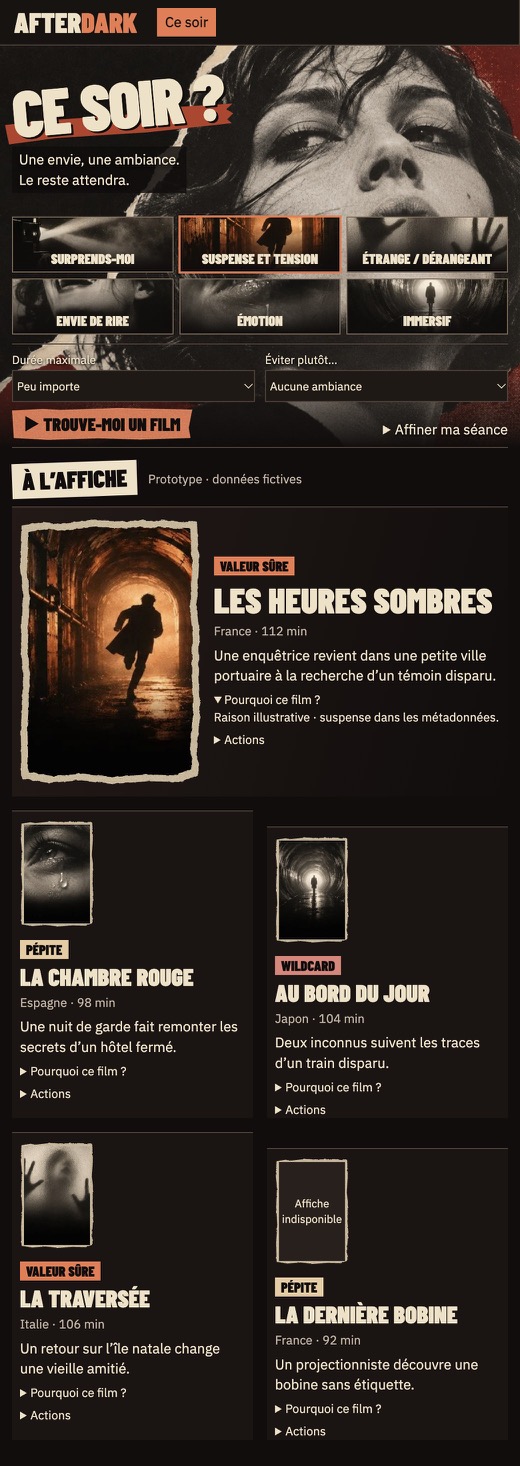 AFTERDARK
Ce soir
CE SOIR ?
Une envie, une ambiance.
Le reste attendra.
SURPRENDS-MOI
SUSPENSE ET TENSION
ÉTRANGE / DÉRANGEANT
ENVIE DE RIRE
ÉMOTION
IMMERSIF
Durée maximale
Éviter plutôt...
Peu importe
Aucune ambiance
▶ TROUVE-MOI UN FILM
▶ Affiner ma séance
À L'AFFICHE
Prototype · données fictives
VALEUR SÛRE
LES HEURES SOMBRES
France · 112 min
Une enquêtrice revient dans une petite ville
portuaire à la recherche d'un témoin disparu.
▼ Pourquoi ce film ?
Raison illustrative · suspense dans les métadonnées.
▶ Actions
PÉPITE
LA CHAMBRE ROUGE
Espagne · 98 min
Une nuit de garde fait remonter les
secrets d'un hôtel fermé.
▶ Pourquoi ce film ?
▶ Actions
WILDCARD
AU BORD DU JOUR
Japon · 104 min
Deux inconnus suivent les traces
d'un train disparu.
▶ Pourquoi ce film ?
▶ Actions
VALEUR SÛRE
LA TRAVERSÉE
Italie · 106 min
Un retour sur l'île natale change
une vieille amitié.
▶ Pourquoi ce film ?
▶ Actions
Affiche
indisponible
PÉPITE
LA DERNIÈRE BOBINE
France · 92 min
Un projectionniste découvre une
bobine sans étiquette.
▶ Pourquoi ce film ?
▶ Actions